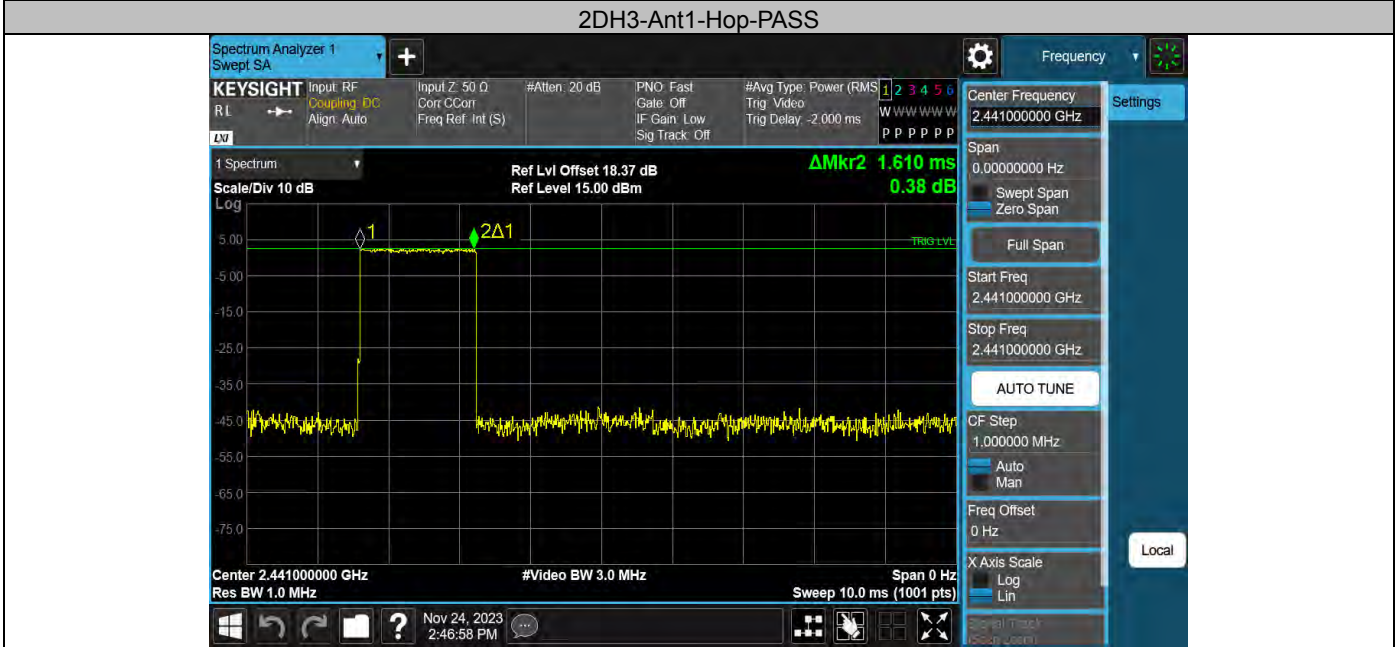 2DH3-Ant1-Hop-PASS
Spectrum Analyzer 1
Swept SA
+
Frequency
KEYSIGHT
RL
LXI
Input: RF
Coupling: DC
Align: Auto
Input Z: 50 Ω
Corr CCorr
Freq Ref: Int (S)
#Atten: 20 dB
PNO: Fast
Gate: Off
IF Gain: Low
Sig Track: Off
#Avg Type: Power (RMS
Trig: Video
Trig Delay: -2.000 ms
1 2 3 4 5 6
W W W W W W
P P P P P P
1 Spectrum
Scale/Div 10 dB
Log
Ref Lvl Offset 18.37 dB
Ref Level 15.00 dBm
ΔMkr2 1.610 ms
0.38 dB
1
2Δ1
TRIG LVL
5.00
-5.00
-15.0
-25.0
-35.0
-45.0
-55.0
-65.0
-75.0
Center 2.441000000 GHz
Res BW 1.0 MHz
#Video BW 3.0 MHz
Span 0 Hz
Sweep 10.0 ms (1001 pts)
?
Nov 24, 2023
2:46:58 PM
Center Frequency
2.441000000 GHz
Span
0.00000000 Hz
Swept Span
Zero Span
Full Span
Start Freq
2.441000000 GHz
Stop Freq
2.441000000 GHz
AUTO TUNE
CF Step
1.000000 MHz
Auto
Man
Freq Offset
0 Hz
X Axis Scale
Log
Lin
Signal Track
(Span Zoom)
Settings
Local